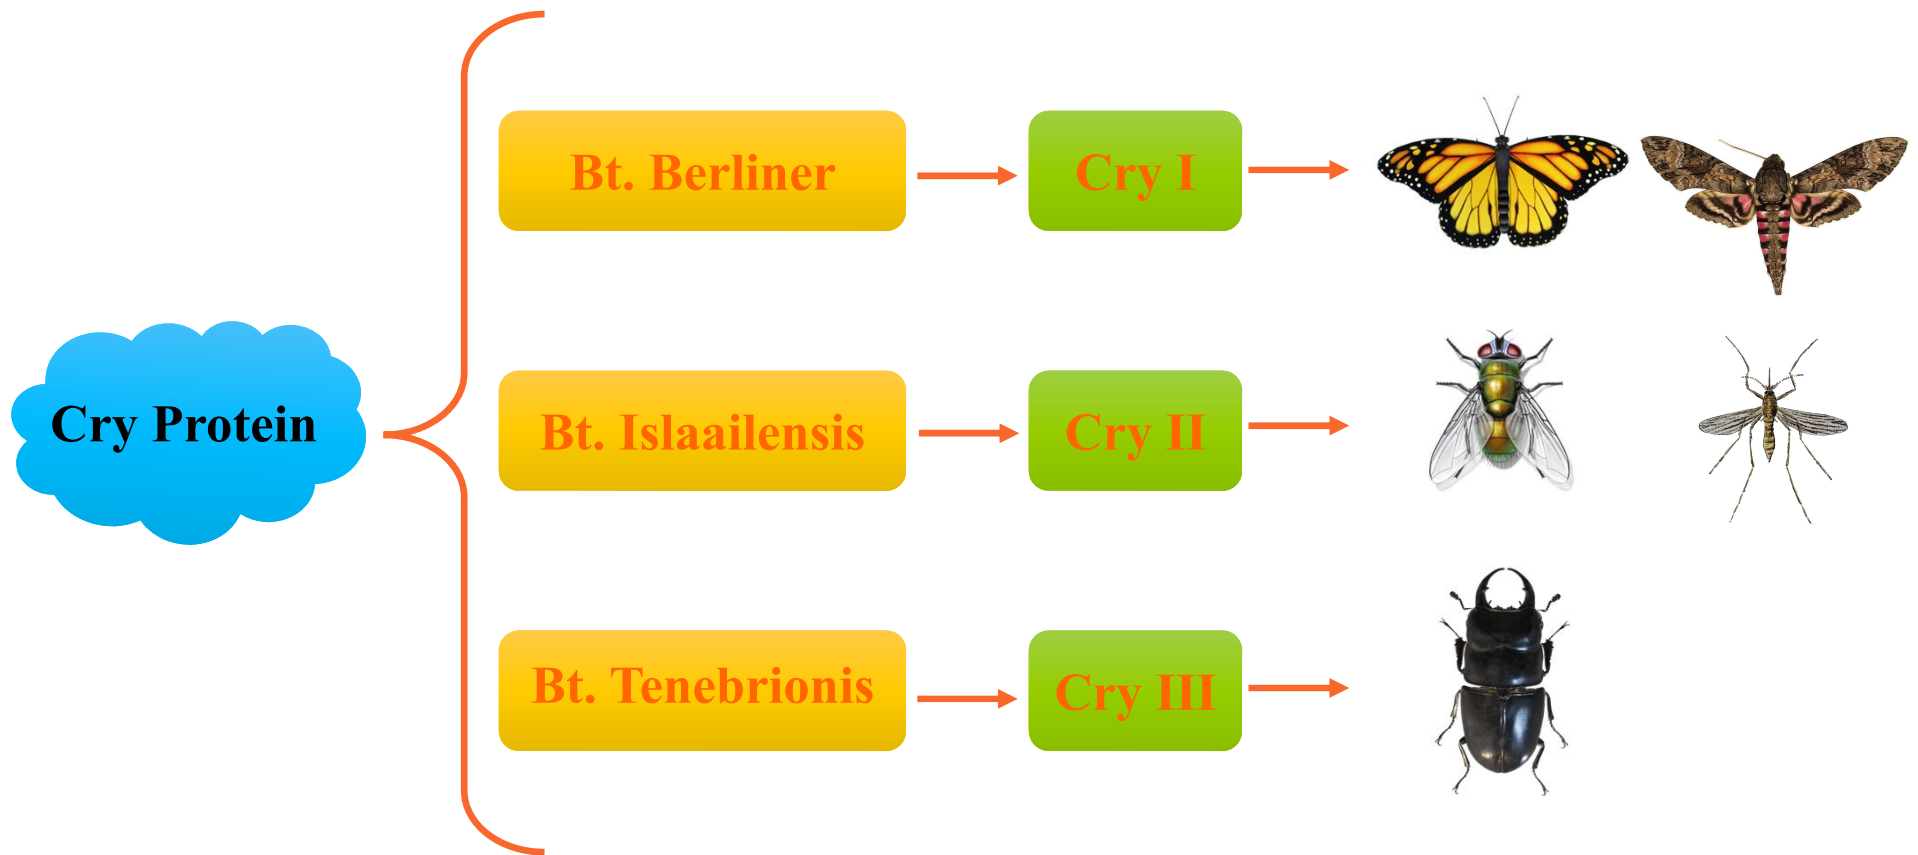 Cry Protein
Bt. Berliner
Cry I
Bt. Islaailensis
Cry II
Bt. Tenebrionis
Cry III